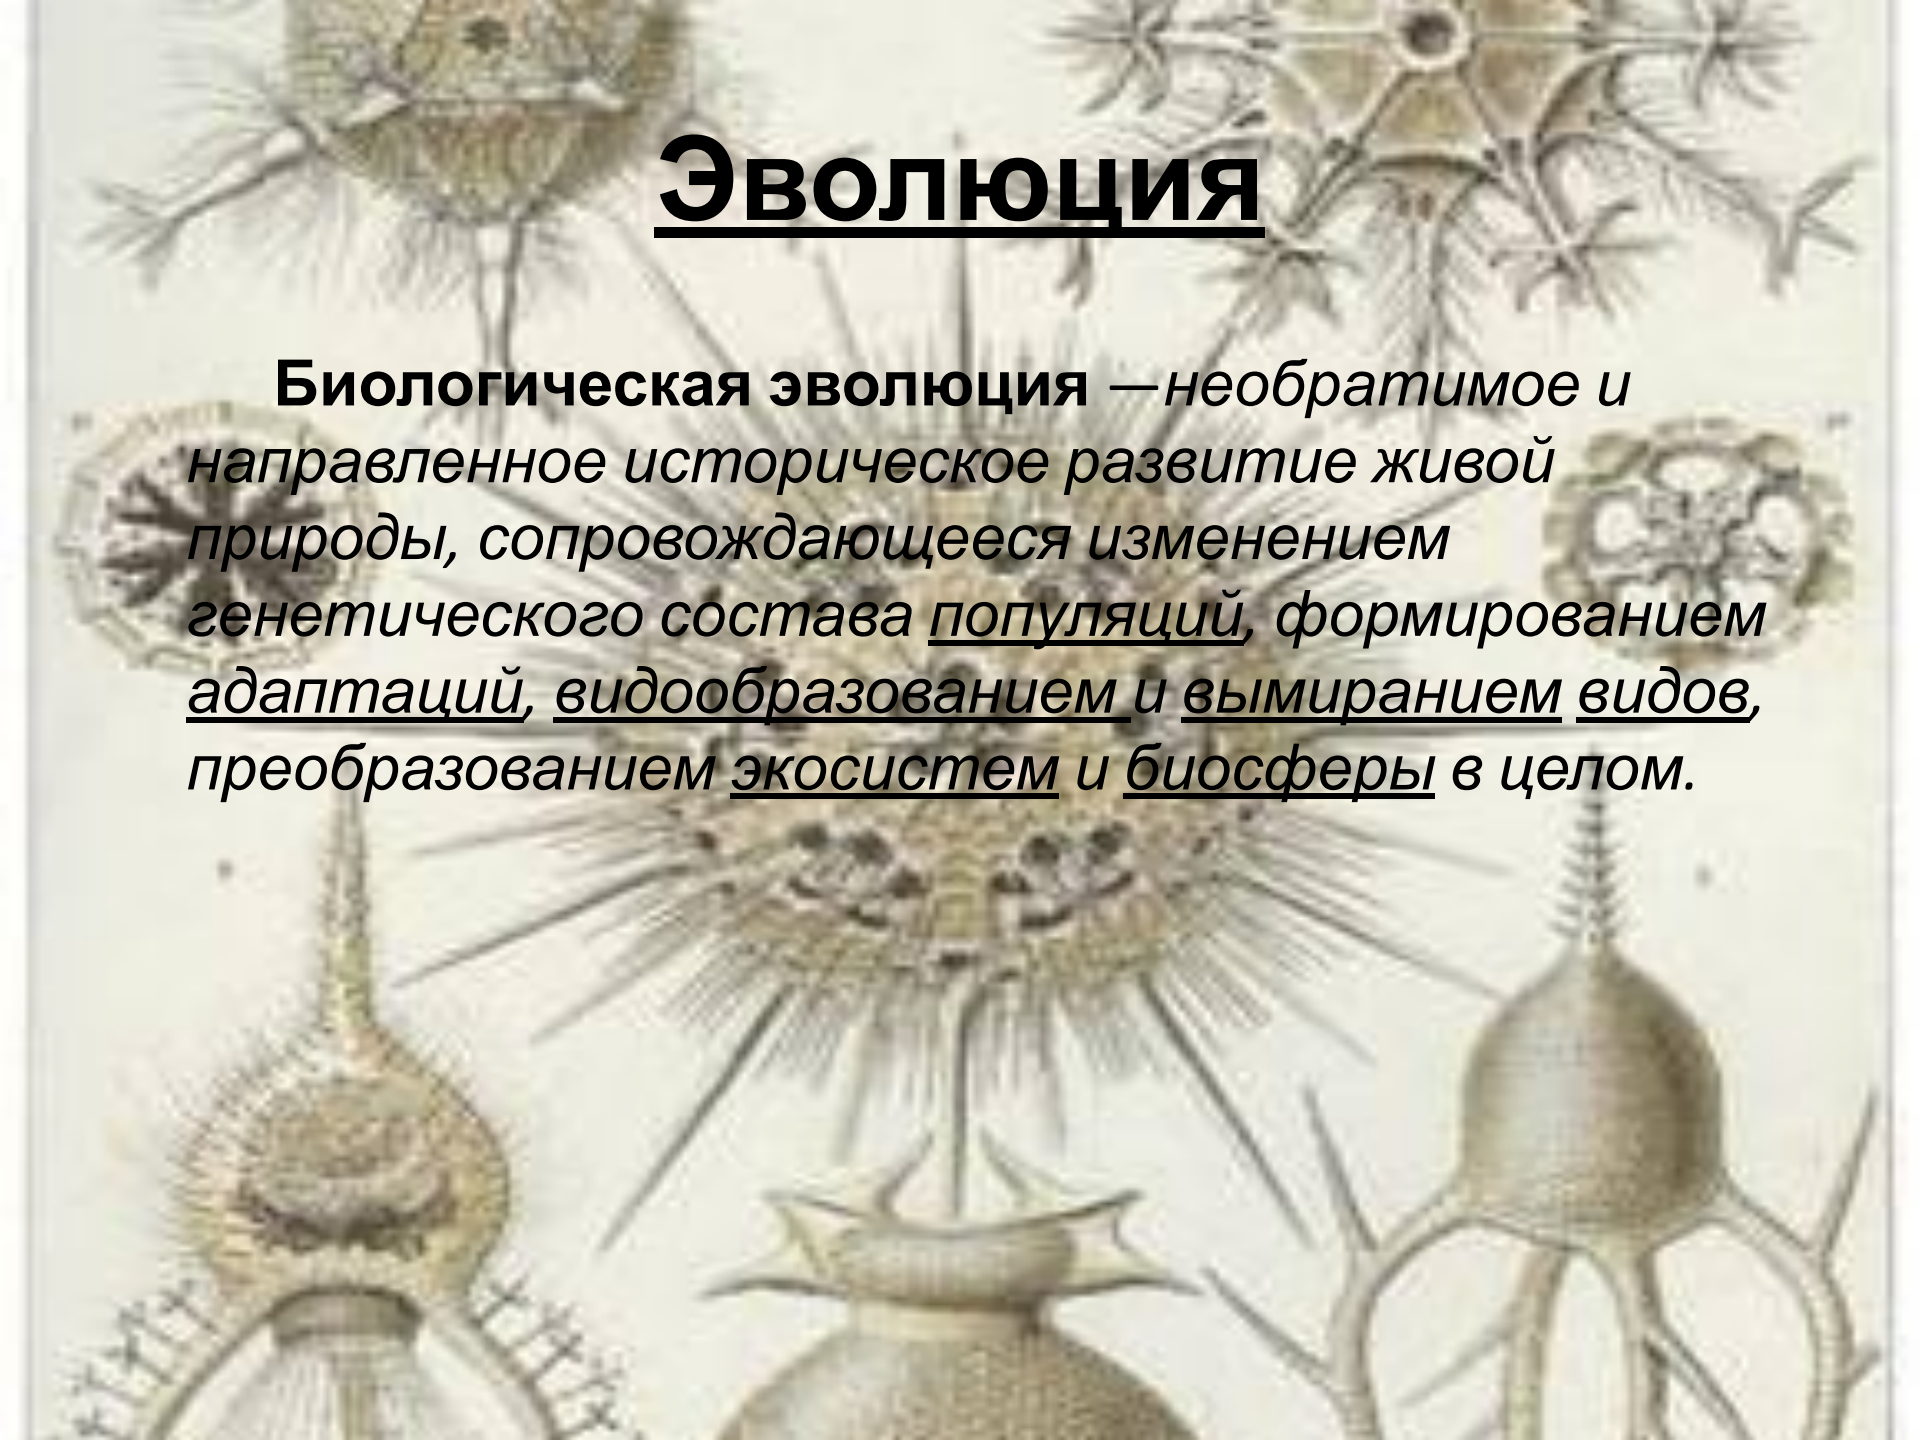 Эволюция
Биологическая эволюция —необратимое и
направленное историческое развитие живой
природы, сопровождающееся изменением
генетического состава популяций, формированием
адаптаций, видообразованием и вымиранием видов,
преобразованием экосистем и биосферы в целом.